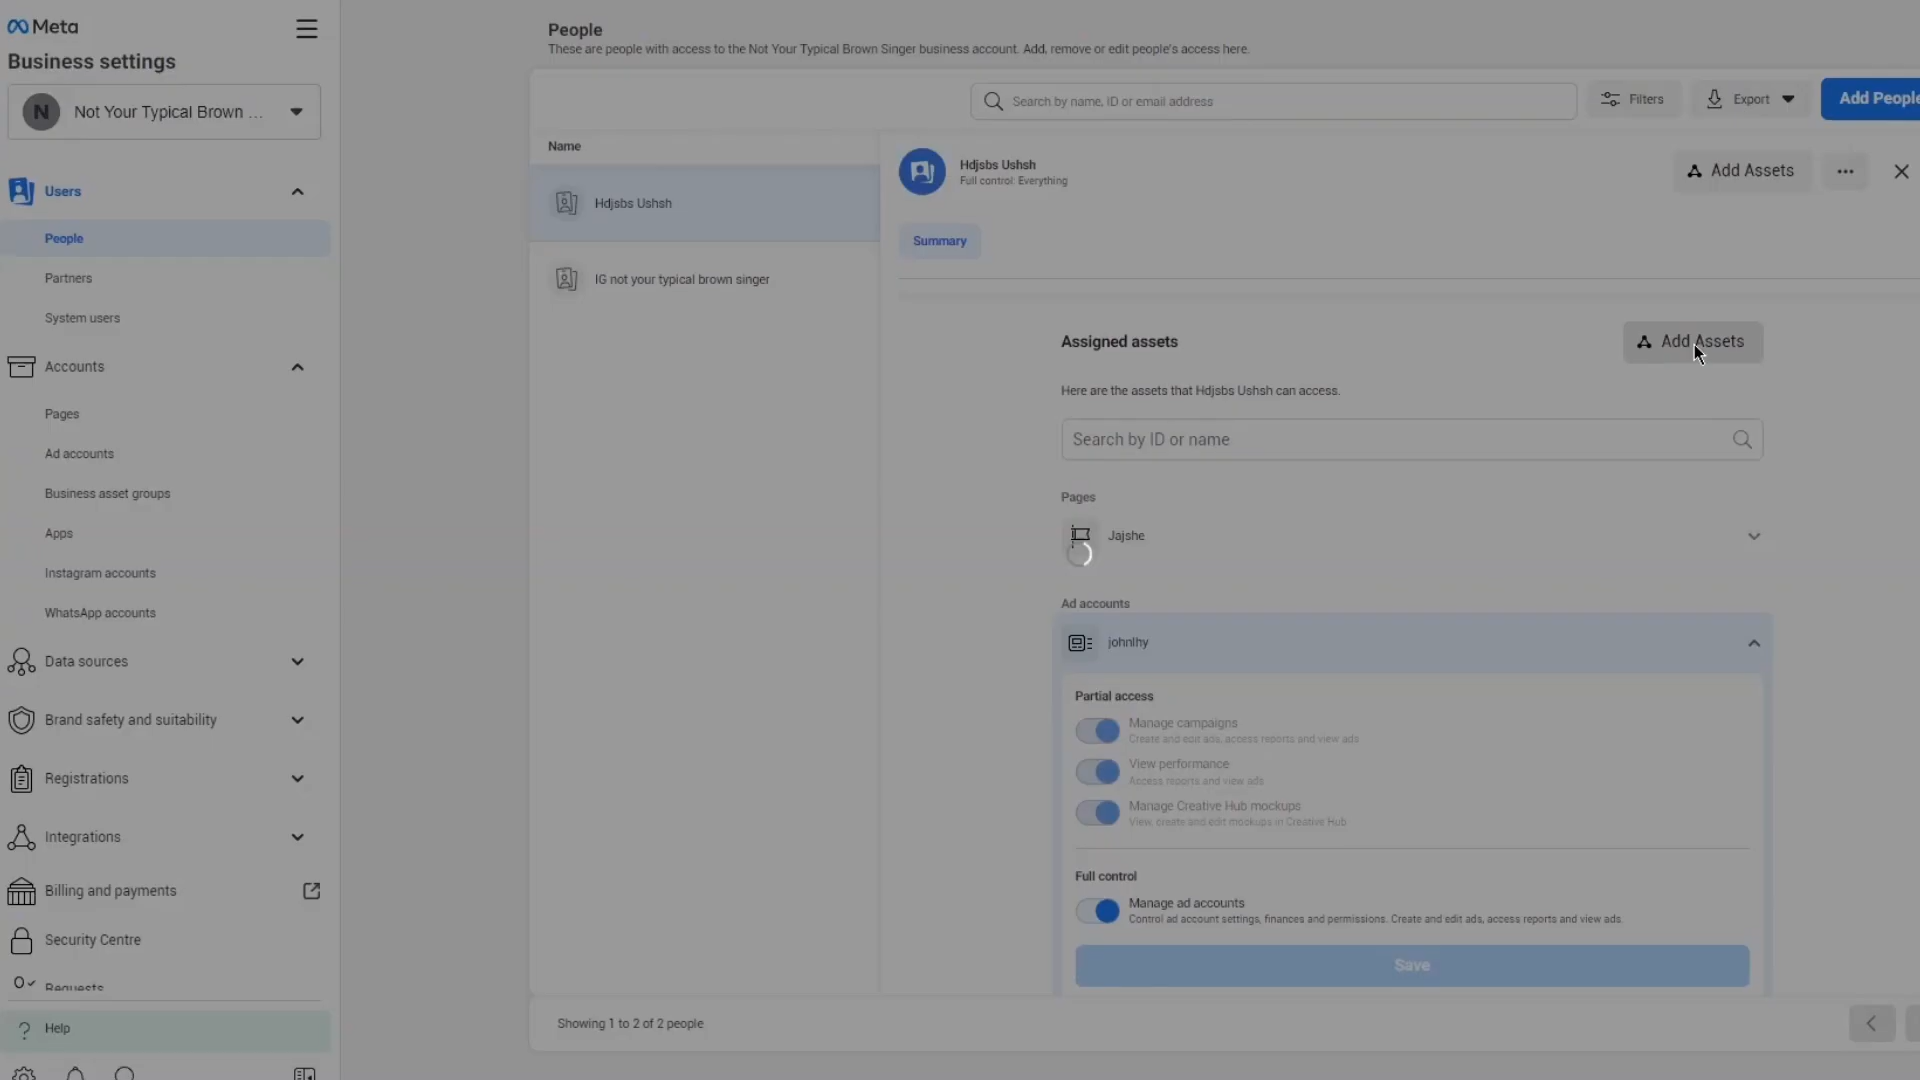 Meta
Business settings
N
Not Your Typical Brown ...
Users
People
Partners
System users
Accounts
Pages
Ad accounts
Business asset groups
Apps
Instagram accounts
WhatsApp accounts
Data sources
Brand safety and suitability
Registrations
Integrations
Billing and payments
Security Centre
Requests
Help
People
These are people with access to the Not Your Typical Brown Singer business account. Add, remove or edit people's access here.
Search by name, ID or email address
Filters
Export
Add People
Name
Hdjsbs Ushsh
IG not your typical brown singer
Hdjsbs Ushsh
Full control: Everything
Add Assets
Summary
Assigned assets
Add Assets
Here are the assets that Hdjsbs Ushsh can access.
Search by ID or name
Pages
Jajshe
Ad accounts
johnlhy
Partial access
Manage campaigns
Create and edit ads, access reports and view ads
View performance
Access reports and view ads
Manage Creative Hub mockups
View, create and edit mockups in Creative Hub
Full control
Manage ad accounts
Control ad account settings, finances and permissions. Create and edit ads, access reports and view ads.
Save
Showing 1 to 2 of 2 people